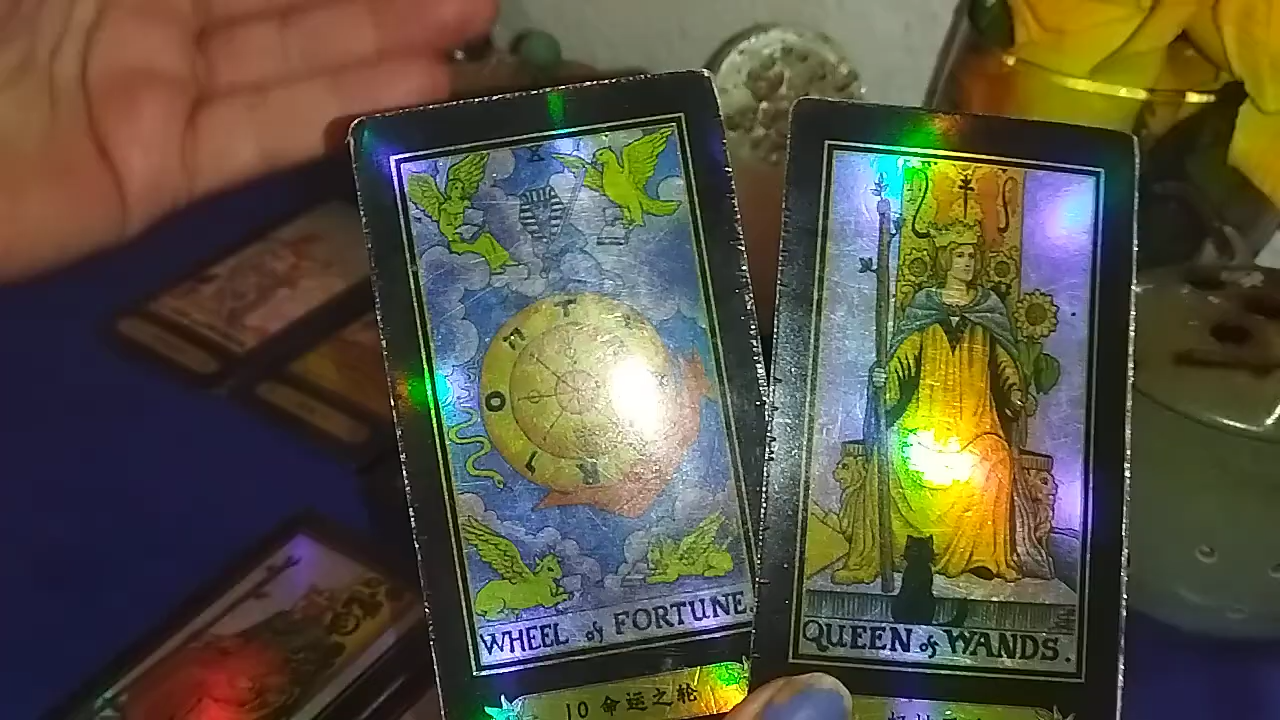 WHEEL of FORTUNE.
10 命运之轮
QUEEN of WANDS.